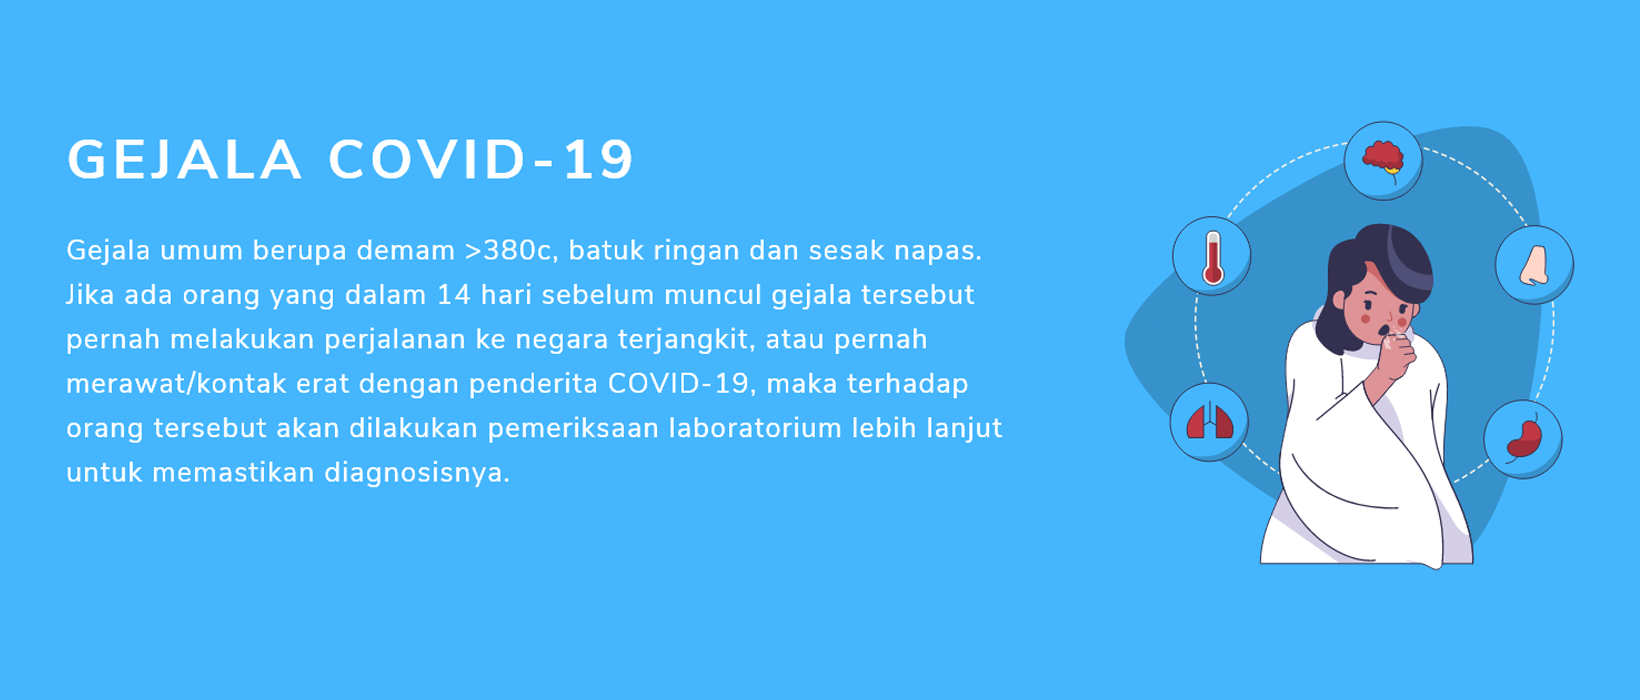 GEJALA COVID-19
Gejala umum berupa demam >380c, batuk ringan dan sesak napas.
Jika ada orang yang dalam 14 hari sebelum muncul gejala tersebut
pernah melakukan perjalanan ke negara terjangkit, atau pernah
merawat/kontak erat dengan penderita COVID-19, maka terhadap
orang tersebut akan dilakukan pemeriksaan laboratorium lebih lanjut
untuk memastikan diagnosisnya.